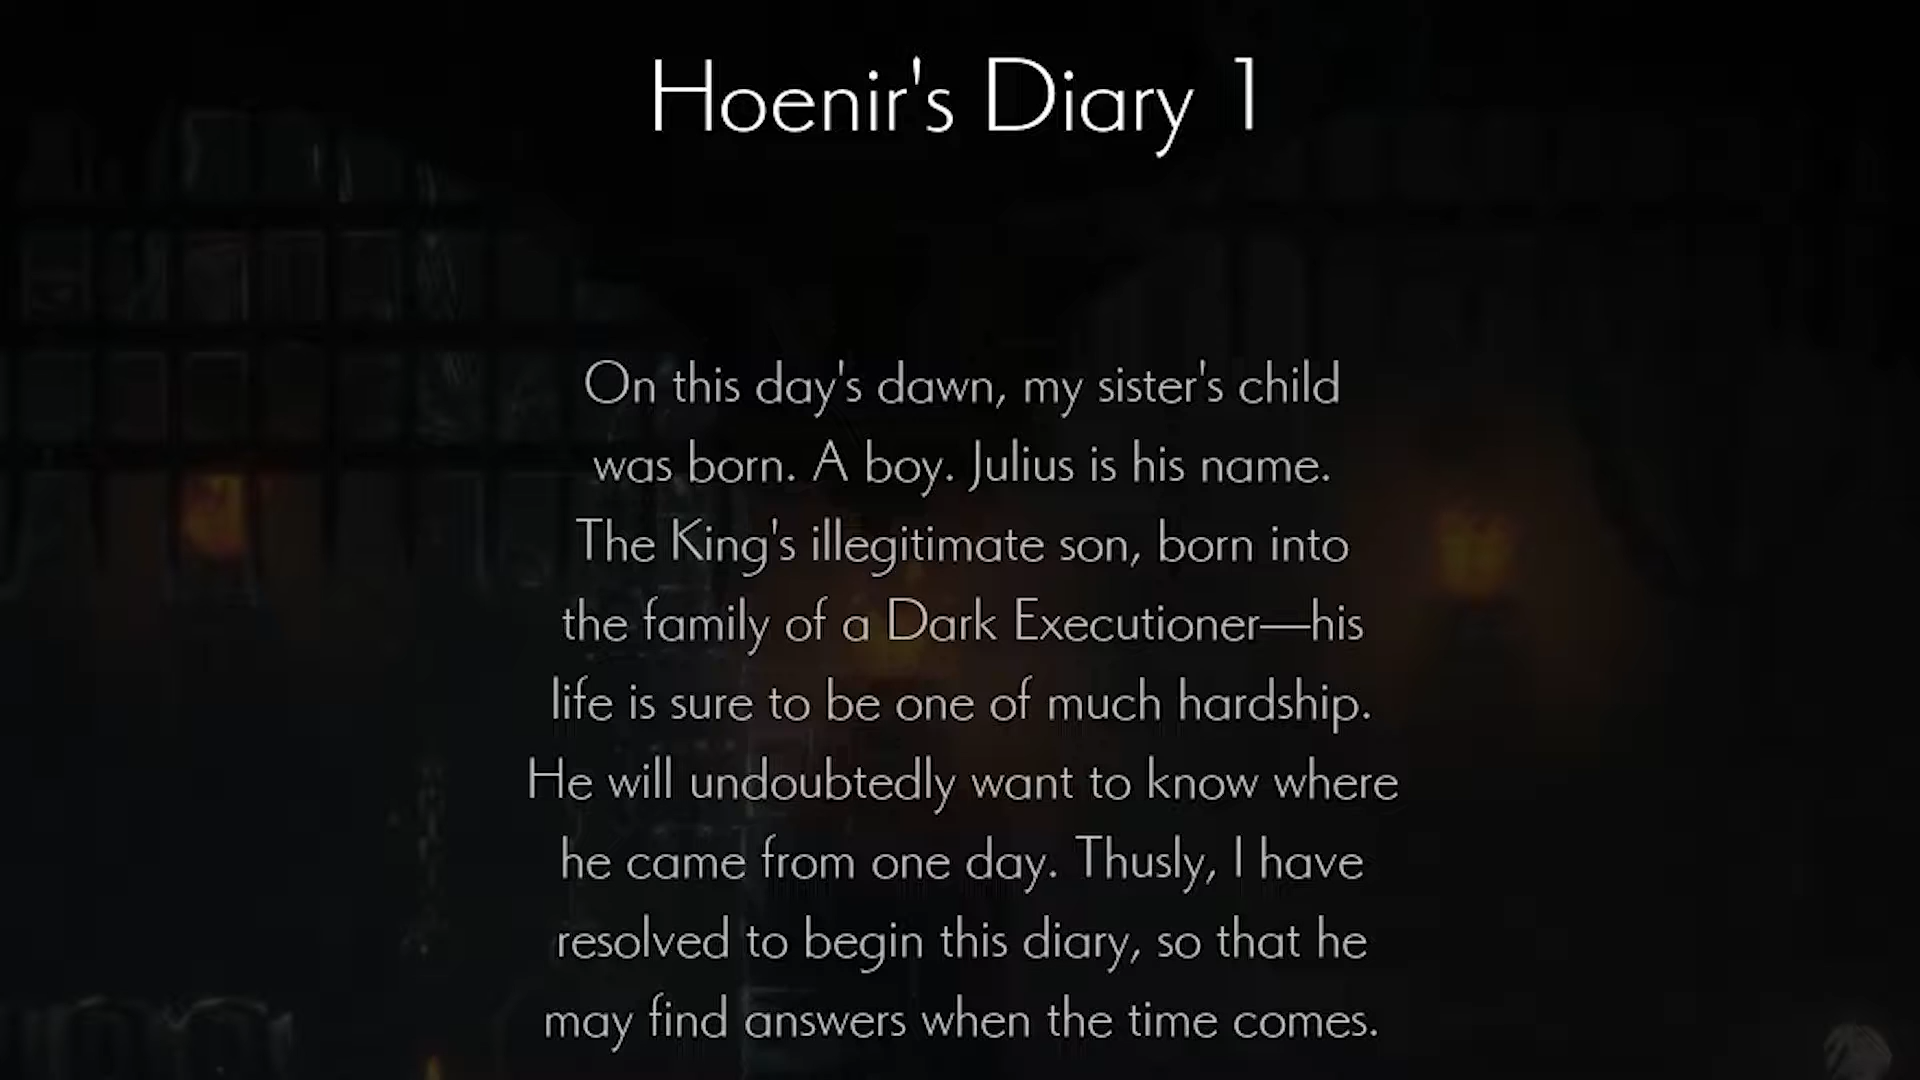 Hoenir's Diary 1
On this day's dawn, my sister's child
was born. A boy. Julius is his name.
The King's illegitimate son, born into
the family of a Dark Executioner—his
life is sure to be one of much hardship.
He will undoubtedly want to know where
he came from one day. Thusly, I have
resolved to begin this diary, so that he
may find answers when the time comes.